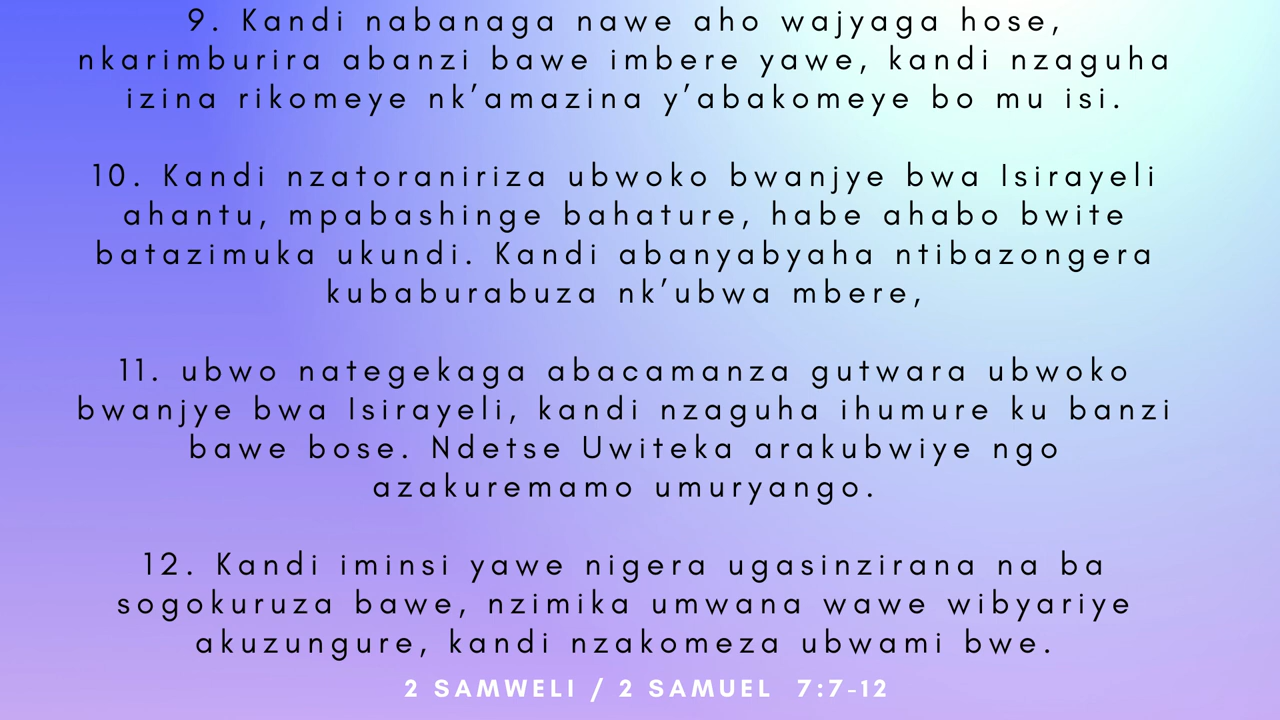 9. Kandi nabanaga nawe aho wajyaga hose,
nkarimburira abanzi bawe imbere yawe, kandi nzaguha
izina rikomeye nk’amazina y’abakomeye bo mu isi.
10. Kandi nzatoraniriza ubwoko bwanjye bwa Isirayeli
ahantu, mpabashinge bahature, habe ahabo bwite
batazimuka ukundi. Kandi abanyabyaha ntibazongera
kubaburabuza nk’ubwa mbere,
11. ubwo nategekaga abacamanza gutwara ubwoko
bwanjye bwa Isirayeli, kandi nzaguha ihumure ku banzi
bawe bose. Ndetse Uwiteka arakubwiye ngo
azakuremamo umuryango.
12. Kandi iminsi yawe nigera ugasinzirana na ba
sogokuruza bawe, nzimika umwana wawe wibyariye
akuzungure, kandi nzakomeza ubwami bwe.
2 SAMWELI / 2 SAMUEL 7:7-12